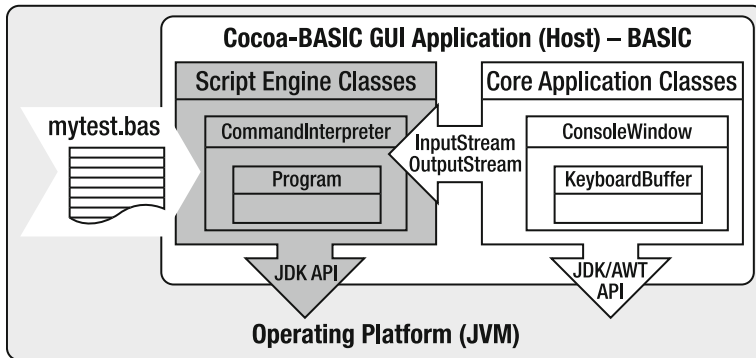 Cocoa-BASIC GUI Application (Host) – BASIC
Script Engine Classes
Core Application Classes
mytest.bas
CommandInterpreter
Program
InputStream
OutputStream
ConsoleWindow
KeyboardBuffer
JDK API
JDK/AWT
API
Operating Platform (JVM)